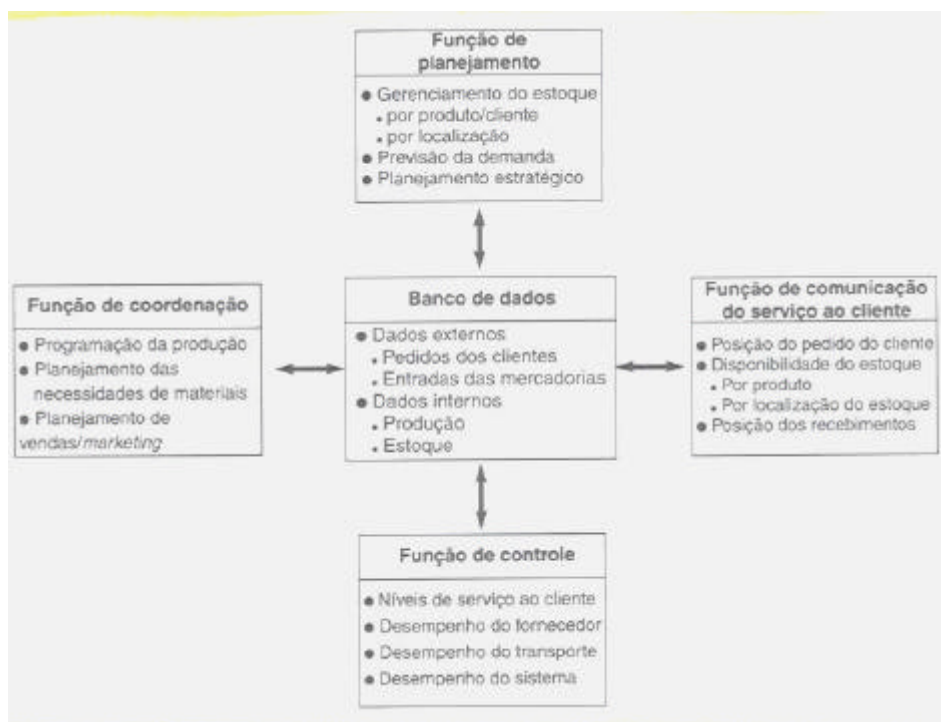 Função de
planejamento
● Gerenciamento do estoque
• por produto/cliente
• por localização
● Previsão da demanda
● Planejamento estratégico
Função de coordenação
● Programação da produção
● Planejamento das
necessidades de materiais
● Planejamento de
vendas/marketing
Banco de dados
● Dados externos
• Pedidos dos clientes
• Entradas das mercadorias
● Dados internos
• Produção
• Estoque
Função de comunicação
do serviço ao cliente
● Posição do pedido do cliente
● Disponibilidade do estoque
• Por produto
• Por localização do estoque
● Posição dos recebimentos
Função de controle
● Níveis de serviço ao cliente
● Desempenho do fornecedor
● Desempenho do transporte
● Desempenho do sistema